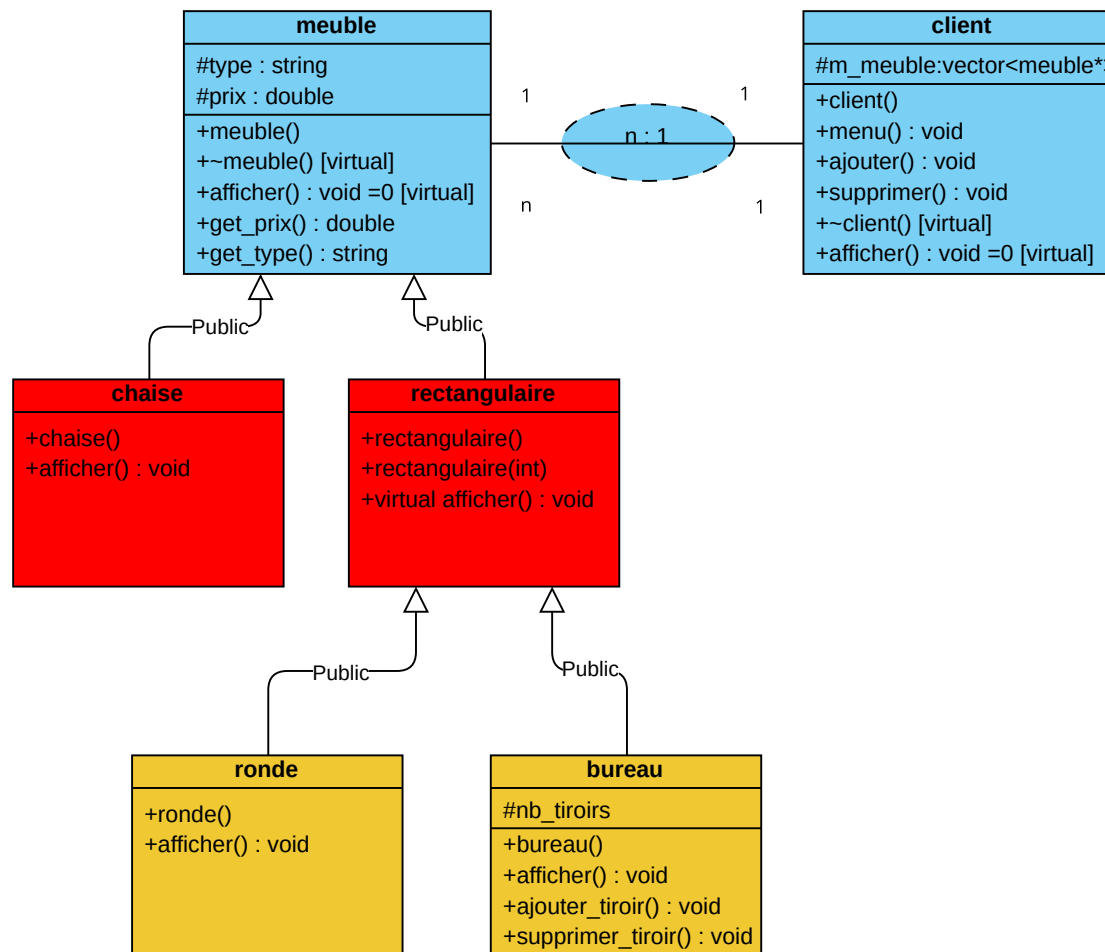 meuble
#type : string
#prix : double
+meuble()
+~meuble() [virtual]
+afficher() : void =0 [virtual]
+get_prix() : double
+get_type() : string
1
n : 1
1
n
1
client
#m_meuble:vector<meuble*
+client()
+menu() : void
+ajouter() : void
+supprimer() : void
+~client() [virtual]
+afficher() : void =0 [virtual]
Public
Public
chaise
+chaise()
+afficher() : void
rectangulaire
+rectangulaire()
+rectangulaire(int)
+virtual afficher() : void
Public
Public
ronde
+ronde()
+afficher() : void
bureau
#nb_tiroirs
+bureau()
+afficher() : void
+ajouter_tiroir() : void
+supprimer_tiroir() : void